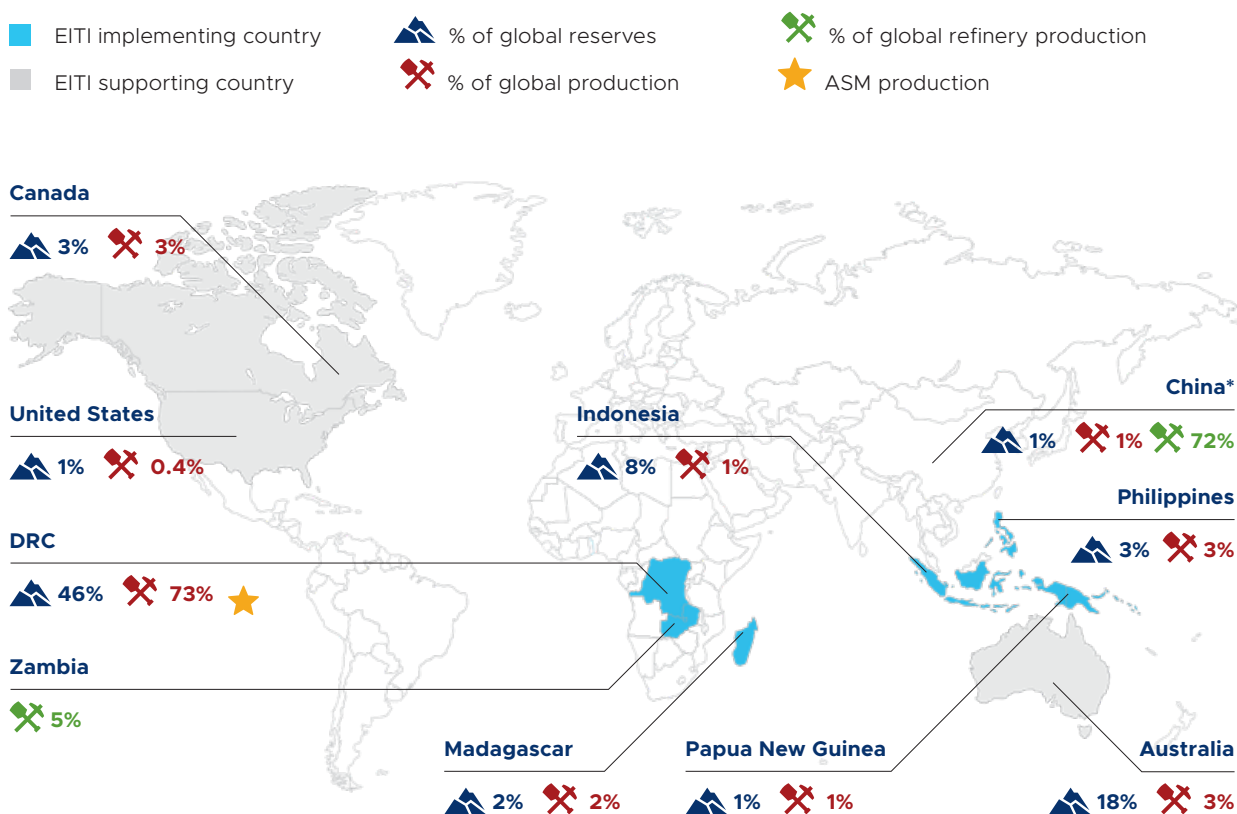 EITI implementing country
% of global reserves
% of global refinery production
EITI supporting country
% of global production
ASM production
Canada
3% 3%
United States
1% 0.4%
Indonesia
8% 1%
China*
1% 1% 72%
Philippines
3% 3%
DRC
46% 73%
Zambia
5%
Madagascar
2% 2%
Papua New Guinea
1% 1%
Australia
18% 3%